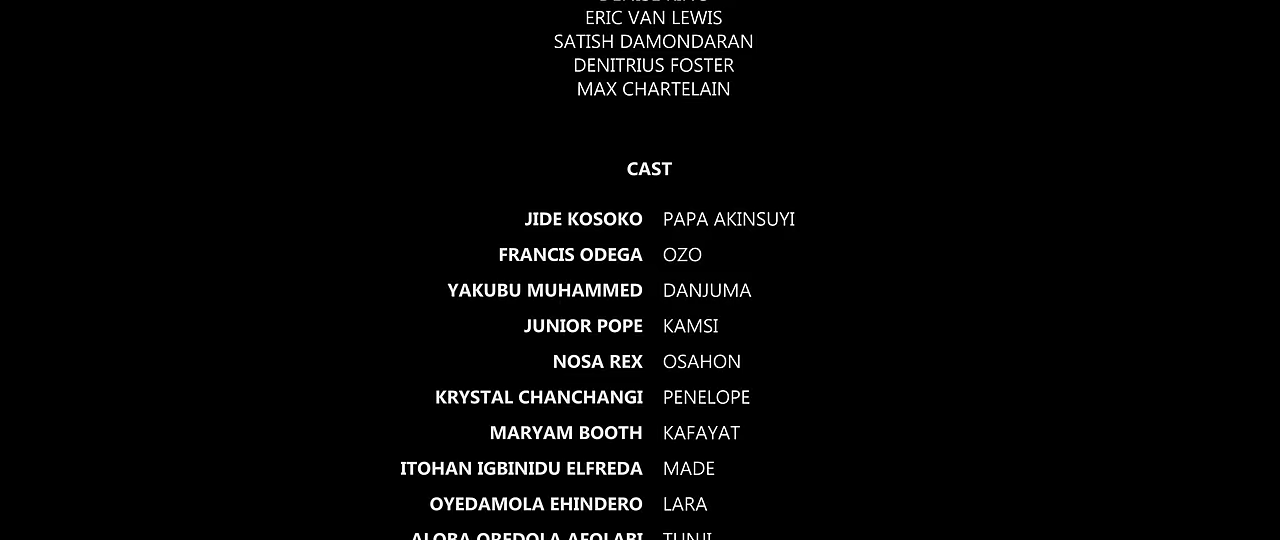 ERIC VAN LEWIS
SATISH DAMONDARAN
DENITRIUS FOSTER
MAX CHARTELAIN
CAST
JIDE KOSOKO PAPA AKINSUYI
FRANCIS ODEGA OZO
YAKUBU MUHAMMED DANJUMA
JUNIOR POPE KAMSI
NOSA REX OSAHON
KRYSTAL CHANCHANGI PENELOPE
MARYAM BOOTH KAFAYAT
ITOHAN IGBINIDU ELFREDA MADE
OYEDAMOLA EHINDERO LARA
TUNJI